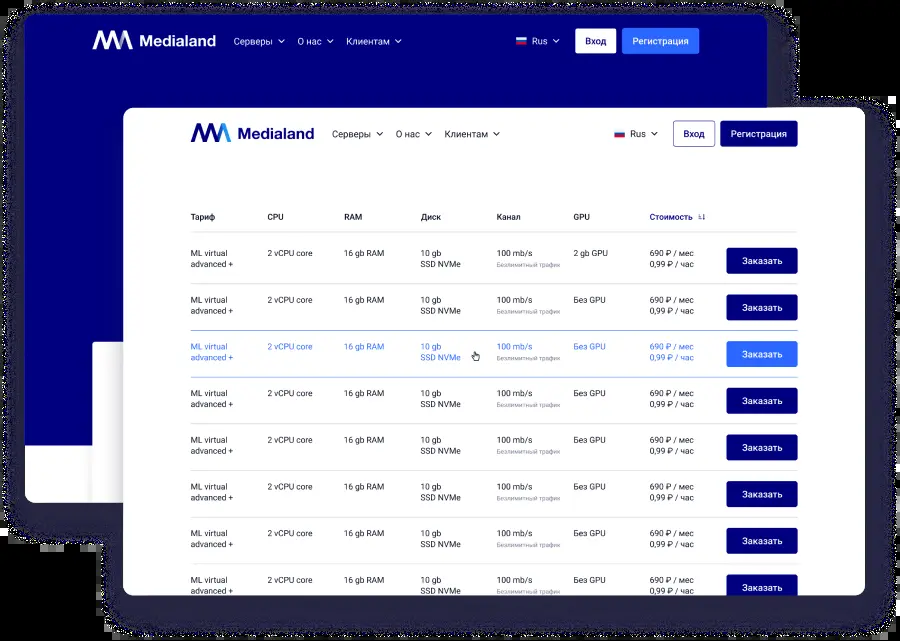 Medialand Серверы О нас Клиентам Rus Вход Регистрация
Medialand Серверы О нас Клиентам Rus Вход Регистрация
Тариф CPU RAM Диск Канал GPU Стоимость
ML virtual 2 vCPU core 16 gb RAM 10 gb 100 mb/s 2 gb GPU 690 ₽ / мес
advanced + SSD NVMe Безлимитный трафик 0,99 ₽ / час Заказать
ML virtual 2 vCPU core 16 gb RAM 10 gb 100 mb/s Без GPU 690 ₽ / мес
advanced + SSD NVMe Безлимитный трафик 0,99 ₽ / час Заказать
ML virtual 2 vCPU core 16 gb RAM 10 gb 100 mb/s Без GPU 690 ₽ / мес
advanced + SSD NVMe Безлимитный трафик 0,99 ₽ / час Заказать
ML virtual 2 vCPU core 16 gb RAM 10 gb 100 mb/s Без GPU 690 ₽ / мес
advanced + SSD NVMe Безлимитный трафик 0,99 ₽ / час Заказать
ML virtual 2 vCPU core 16 gb RAM 10 gb 100 mb/s Без GPU 690 ₽ / мес
advanced + SSD NVMe Безлимитный трафик 0,99 ₽ / час Заказать
ML virtual 2 vCPU core 16 gb RAM 10 gb 100 mb/s Без GPU 690 ₽ / мес
advanced + SSD NVMe Безлимитный трафик 0,99 ₽ / час Заказать
ML virtual 2 vCPU core 16 gb RAM 10 gb 100 mb/s Без GPU 690 ₽ / мес
advanced + SSD NVMe Безлимитный трафик 0,99 ₽ / час Заказать
ML virtual 2 vCPU core 16 gb RAM 10 gb 100 mb/s Без GPU 690 ₽ / мес
advanced + SSD NVMe Безлимитный трафик 0,99 ₽ / час Заказать